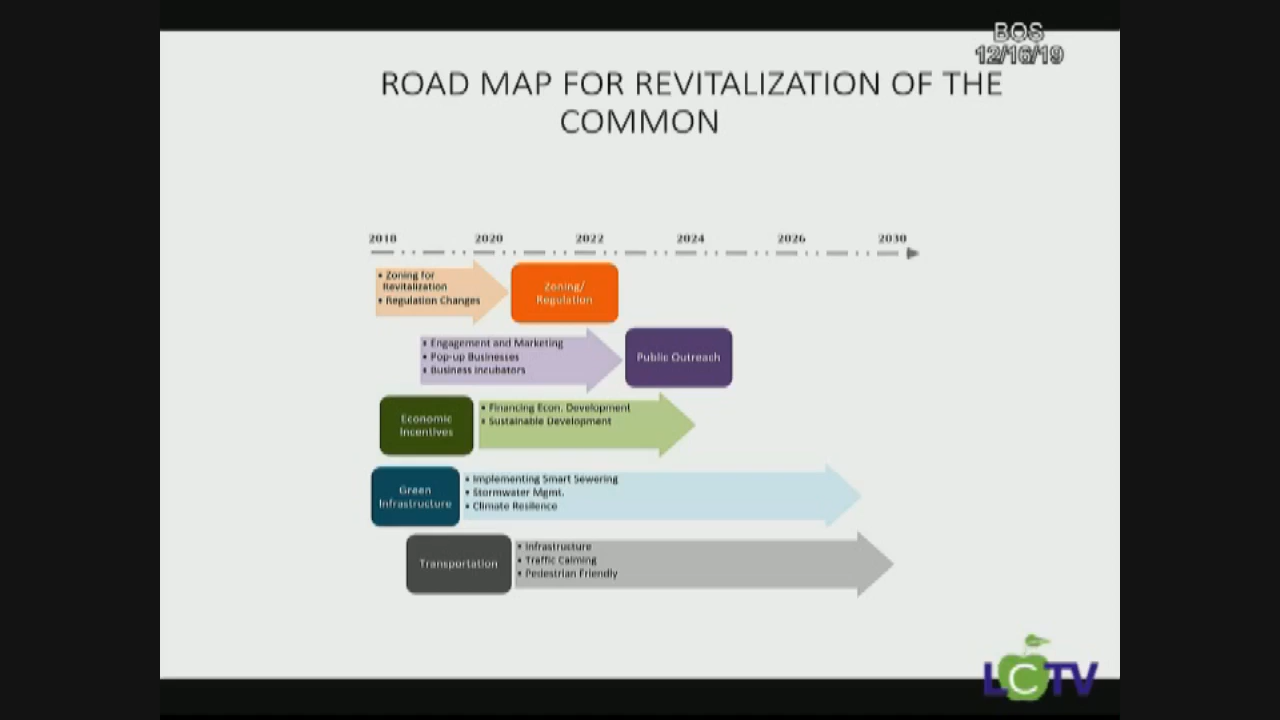 BOS
12/16/19
ROAD MAP FOR REVITALIZATION OF THE
COMMON
2018 2020 2022 2024 2026 2030
• Zoning for
Revitalization
• Regulation Changes
Zoning/
Regulation
• Engagement and Marketing
• Pop-up Businesses
• Business Incubators
Public Outreach
Economic
Incentives
• Financing Econ. Development
• Sustainable Development
Green
Infrastructure
• Implementing Smart Sewering
• Stormwater Mgmt.
• Climate Resilence
Transportation
• Infrastructure
• Traffic Calming
• Pedestrian Friendly
LCTV